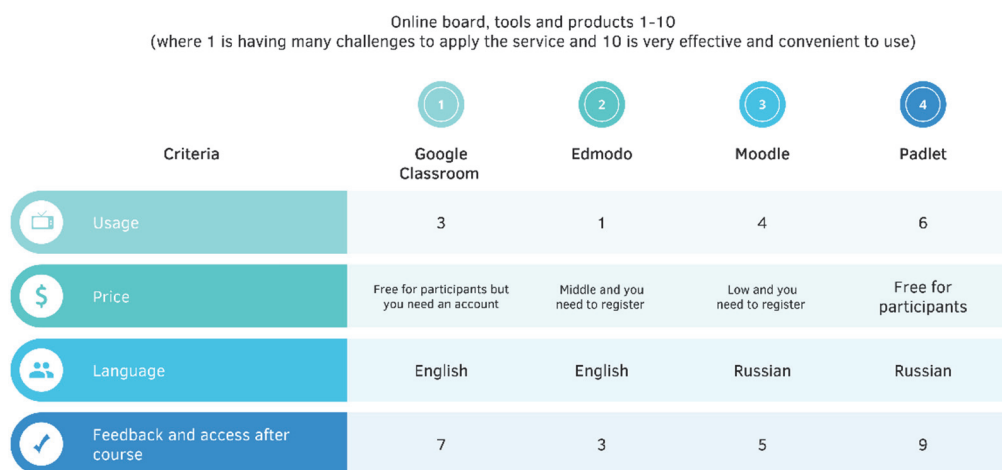 Online board, tools and products 1-10
(where 1 is having many challenges to apply the service and 10 is very effective and convenient to use)
1 2 3 4
Criteria Google Classroom Edmodo Moodle Padlet
Usage 3 1 4 6
Price Free for participants but you need an account Middle and you need to register Low and you need to register Free for participants
$
Language English English Russian Russian
Feedback and access after course 7 3 5 9